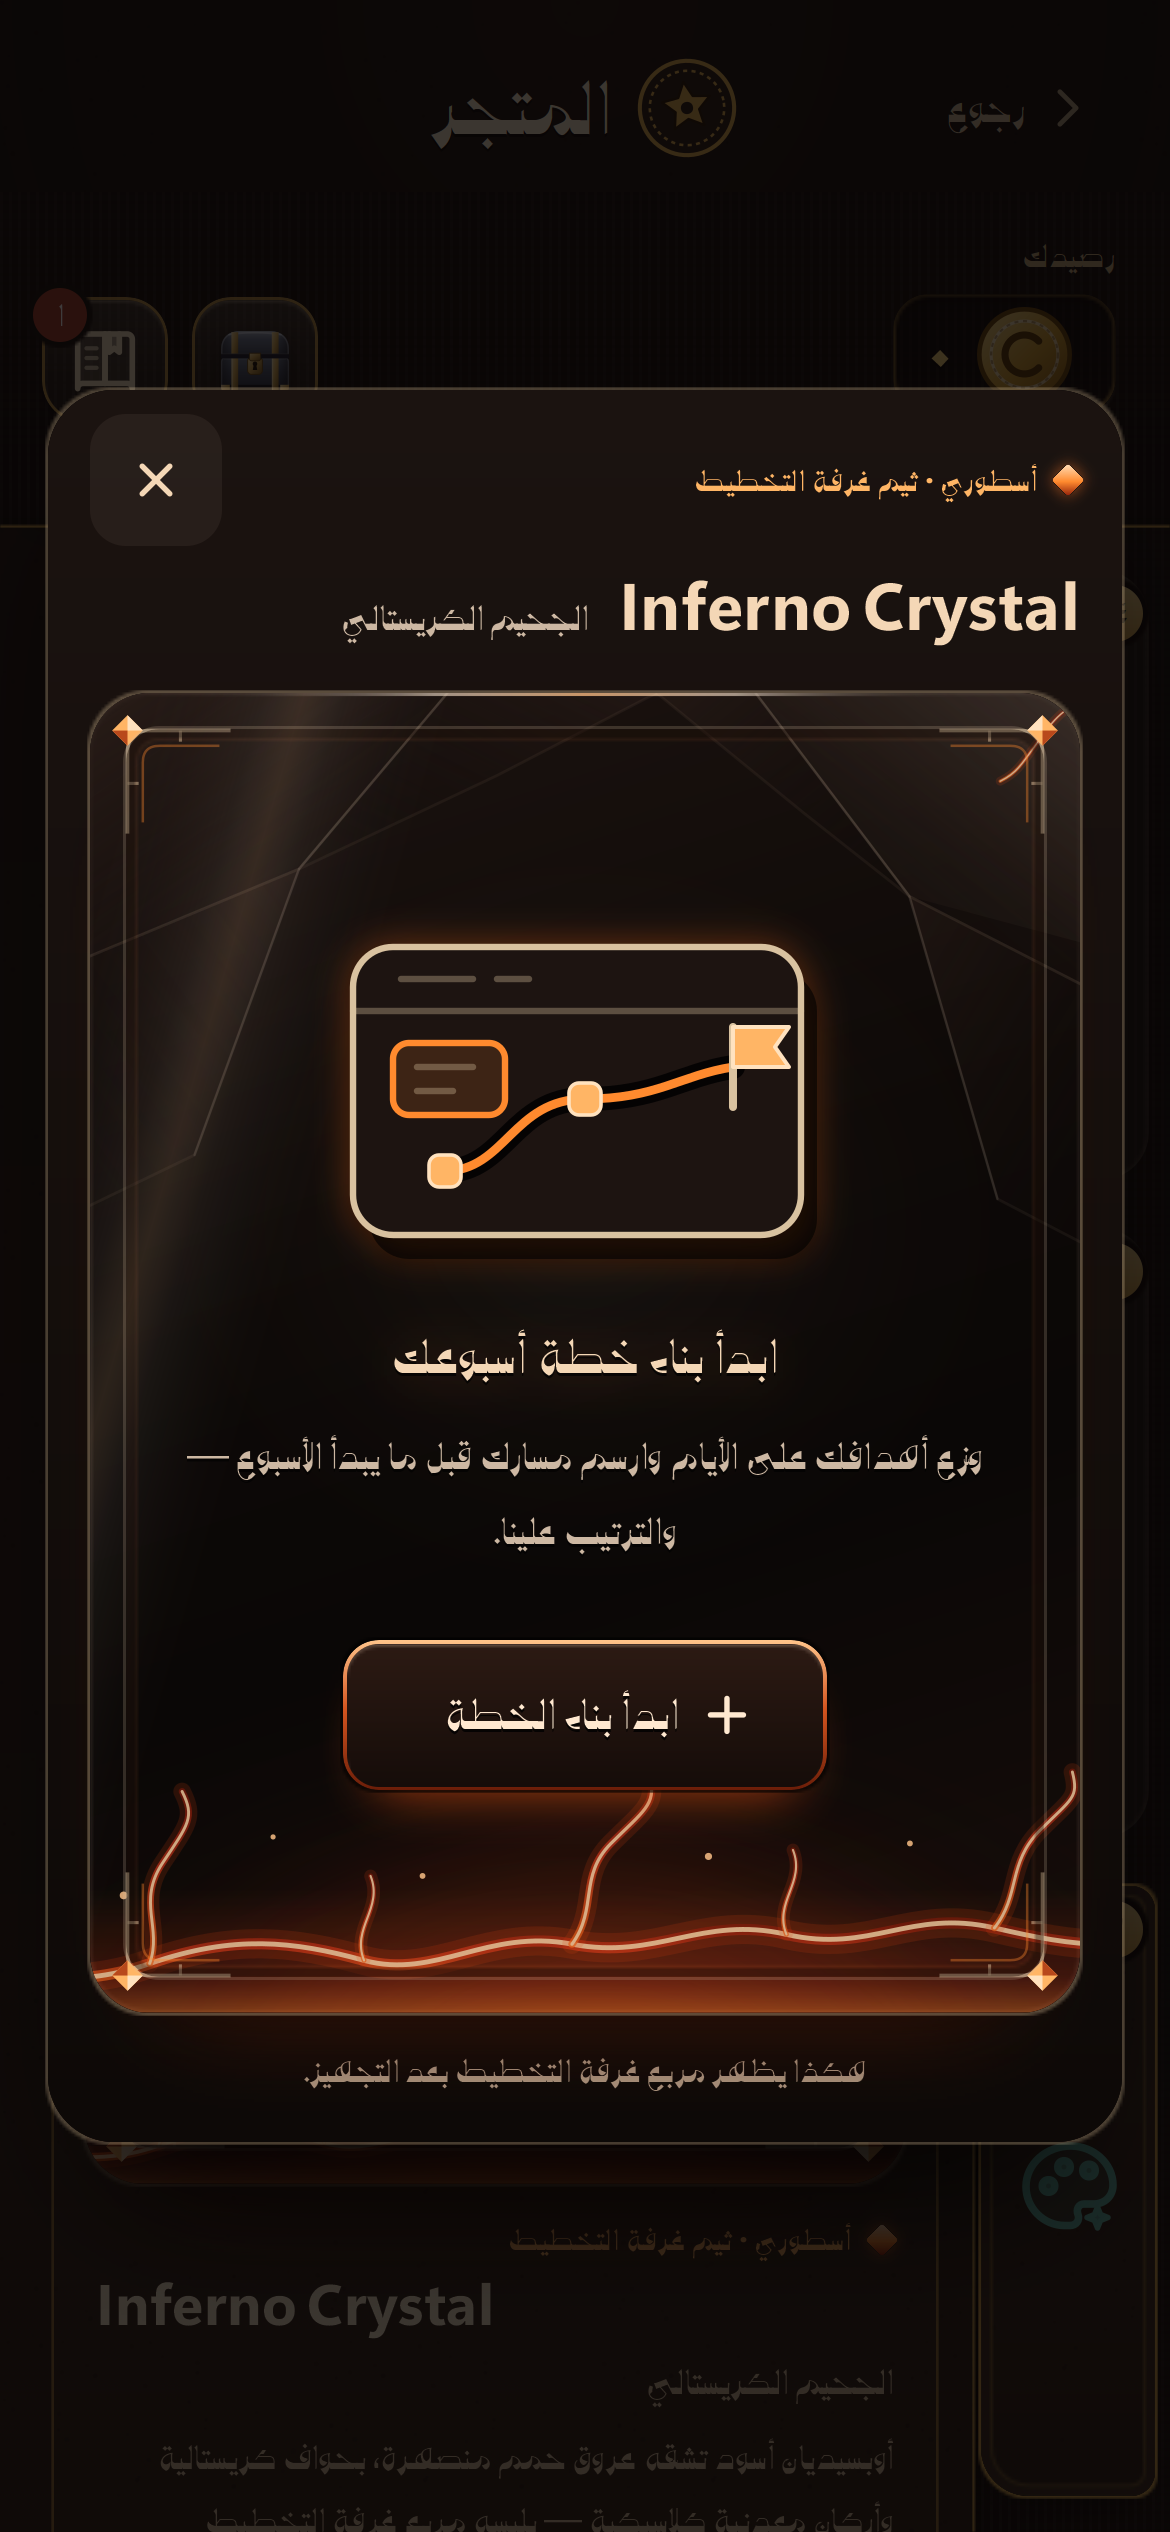 رجوع
المتجر
رصيدك
١
أسطوري • ثيم غرفة التخطيط
Inferno Crystal الجحيم الكريستالي
ابدأ بناء خطة أسبوعك
وزع أهدافك على الأيام وارسم مسارك قبل ما يبدأ الأسبوع —
والترتيب علينا.
ابدأ بناء الخطة
هكذا يظهر مربع غرفة التخطيط بعد التجهيز.
أسطوري • ثيم غرفة التخطيط
Inferno Crystal
الجحيم الكريستالي
أوبسيديان أسود تشقه عروق حمم منصهرة، بحواف كريستالية
وأركان معدنية كلاسيكية — يلبسه مربع غرفة التخطيط